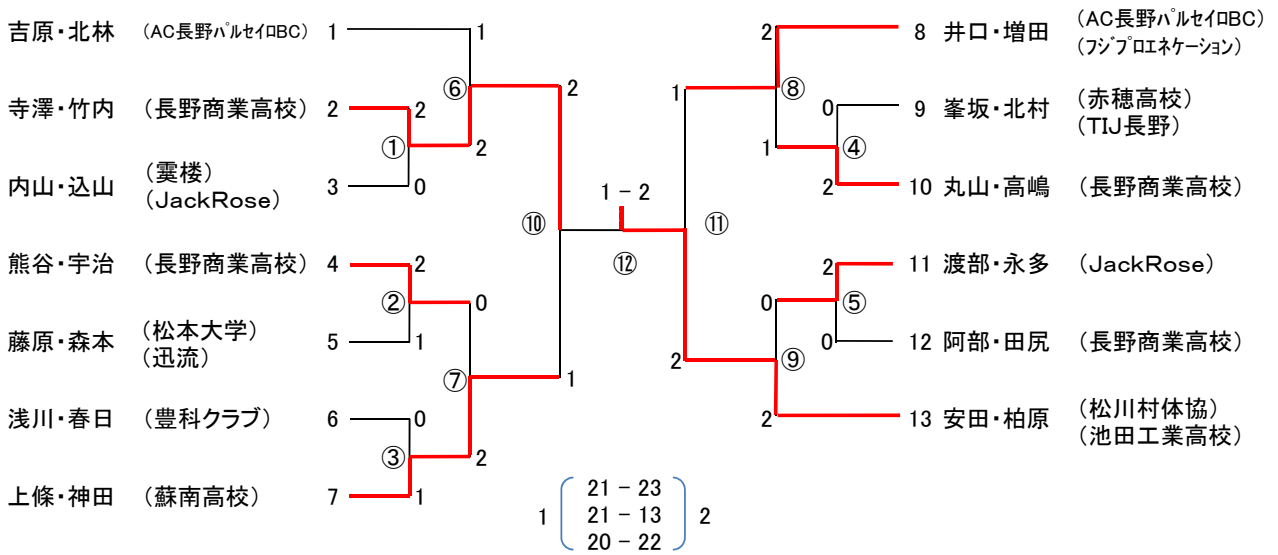 吉原・北林 (AC長野パルセイロBC) 1
1
⑥
2
寺澤・竹内 (長野商業高校) 2
2
①
2
内山・込山 (霙楼)
(JackRose) 3
0
⑩
熊谷・宇治 (長野商業高校) 4
2
②
0
藤原・森本 (松本大学)
(迅流) 5
1
⑦
1
浅川・春日 (豊科クラブ) 6
0
③
2
上條・神田 (蘇南高校) 7
1
1 − 2
⑫
2
8 井口・増田 (AC長野パルセイロBC)
(フジプロエネケーション)
1
⑧
0
9 峯坂・北村 (赤穂高校)
(TIJ長野)
1
④
2
10 丸山・高嶋 (長野商業高校)
⑪
2
11 渡部・永多 (JackRose)
0
⑤
0
12 阿部・田尻 (長野商業高校)
2
⑨
2
13 安田・柏原 (松川村体協)
(池田工業高校)
21 − 23
1 21 − 13 2
20 − 22